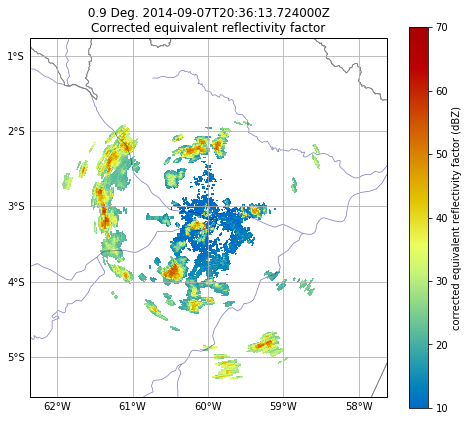 0.9 Deg. 2014-09-07T20:36:13.724000Z
Corrected equivalent reflectivity factor
1°S
2°S
3°S
4°S
5°S
62°W 61°W 60°W 59°W 58°W
70
60
50
40
30
20
10
corrected equivalent reflectivity factor (dBZ)